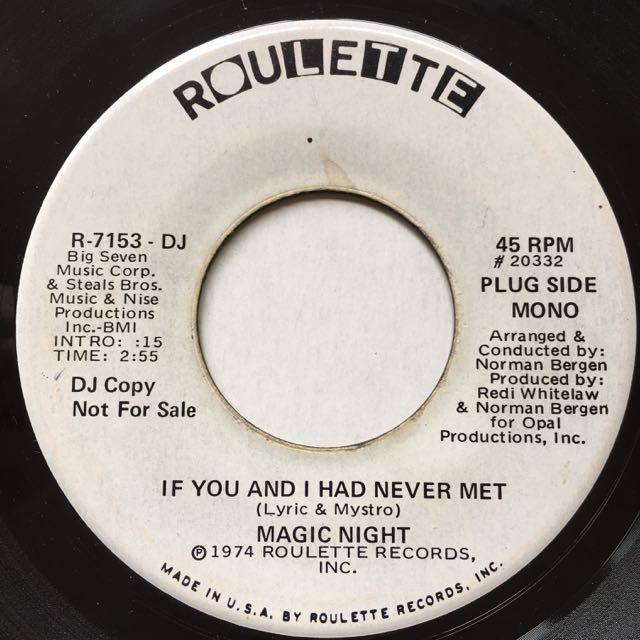 ROULETTE
R-7153 - DJ
Big Seven
Music Corp.
& Steals Bros.
Music & Nise
Productions
Inc.-BMI
INTRO: :15
TIME: 2:55
DJ Copy
Not For Sale
45 RPM
# 20332
PLUG SIDE
MONO
Arranged &
Conducted by:
Norman Bergen
Produced by:
Redi Whitelaw
& Norman Bergen
for Opal
Productions, Inc.
IF YOU AND I HAD NEVER MET
(Lyric & Mystro)
MAGIC NIGHT
℗ 1974 ROULETTE RECORDS,
INC.
MADE IN U.S.A. BY ROULETTE RECORDS, INC.